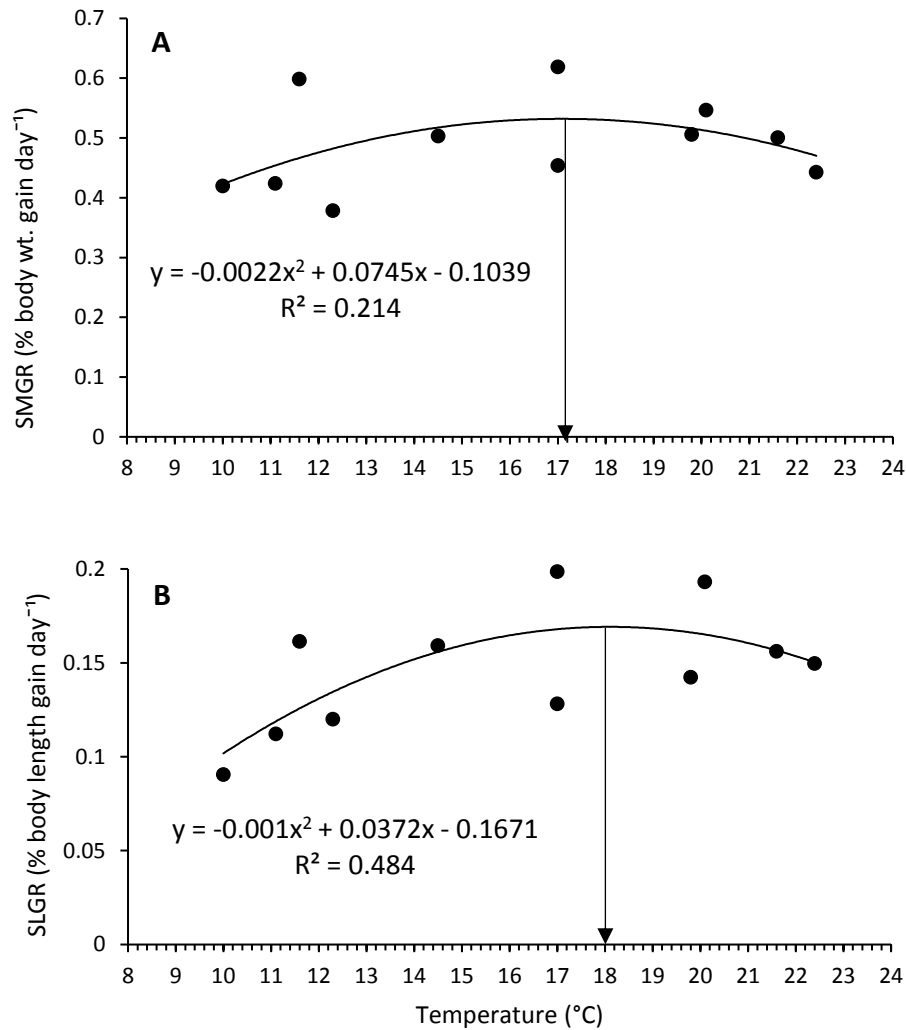 A
SMGR (% body wt. gain day⁻¹)
0.7
0.6
0.5
0.4
0.3
0.2
0.1
0
y = -0.0022x² + 0.0745x - 0.1039
R² = 0.214
8 9 10 11 12 13 14 15 16 17 18 19 20 21 22 23 24
B
SLGR (% body length gain day⁻¹)
0.2
0.15
0.1
0.05
0
y = -0.001x² + 0.0372x - 0.1671
R² = 0.484
8 9 10 11 12 13 14 15 16 17 18 19 20 21 22 23 24
Temperature (°C)